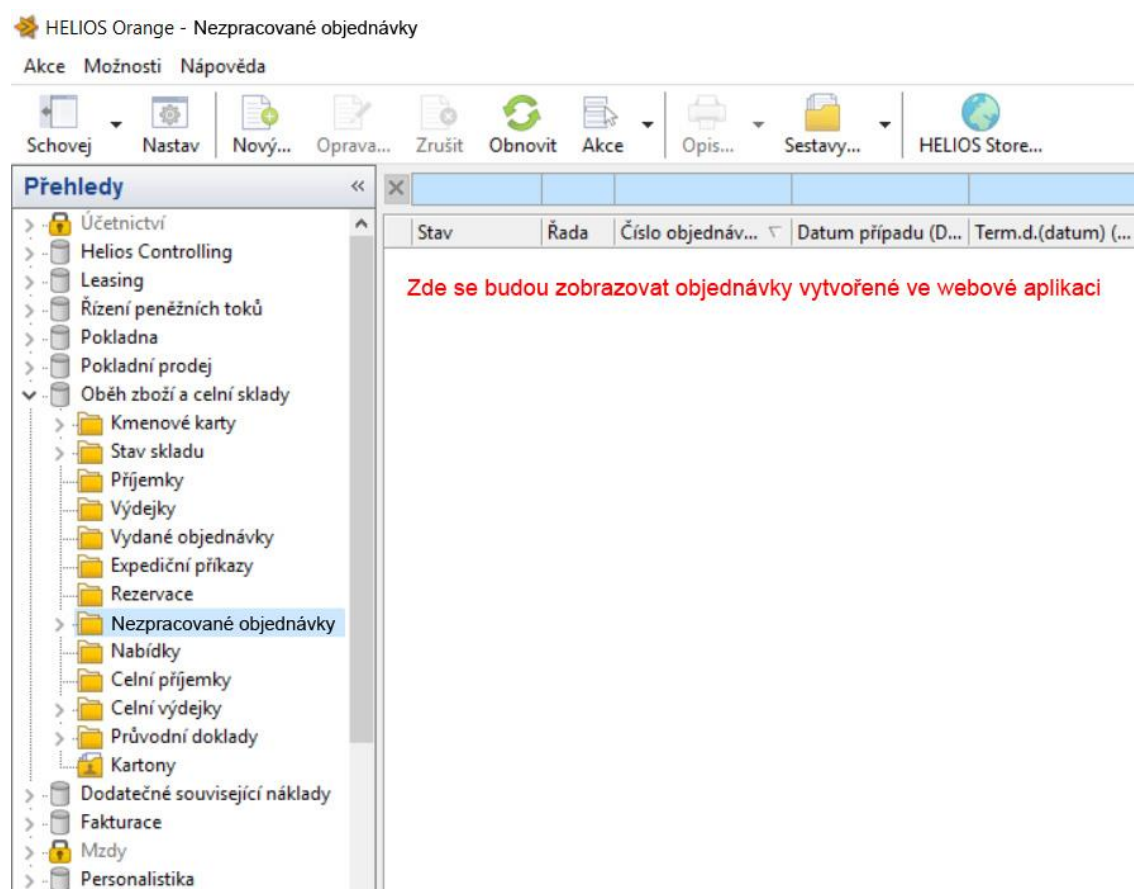 HELIOS Orange - Nezpracované objednávky
Akce Možnosti Nápověda
Schovej Nastav Nový... Oprava... Zrušit Obnovit Akce Opis... Sestavy... HELIOS Store...
Přehledy «
Stav Řada Číslo objednáv... Datum případu (D... Term.d.(datum) (...
Zde se budou zobrazovat objednávky vytvořené ve webové aplikaci
Účetnictví
Helios Controlling
Leasing
Řízení peněžních toků
Pokladna
Pokladní prodej
Oběh zboží a celní sklady
Kmenové karty
Stav skladu
Příjemky
Výdejky
Vydané objednávky
Expediční příkazy
Rezervace
Nezpracované objednávky
Nabídky
Celní příjemky
Celní výdejky
Průvodní doklady
Kartony
Dodatečné související náklady
Fakturace
Mzdy
Personalistika